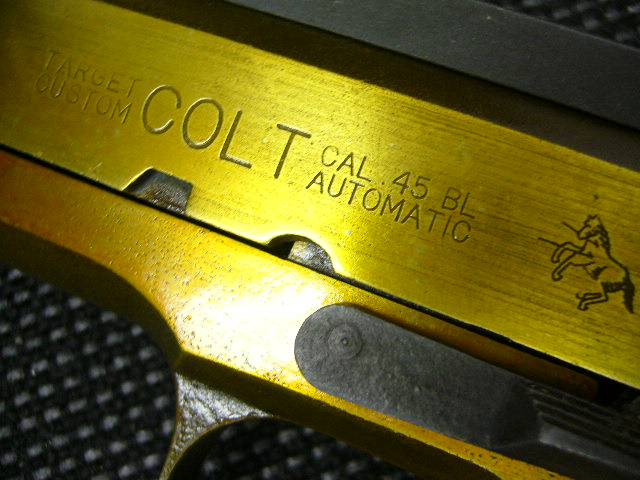 TARGET
CUSTOM
COLT
CAL .45 BL
AUTOMATIC